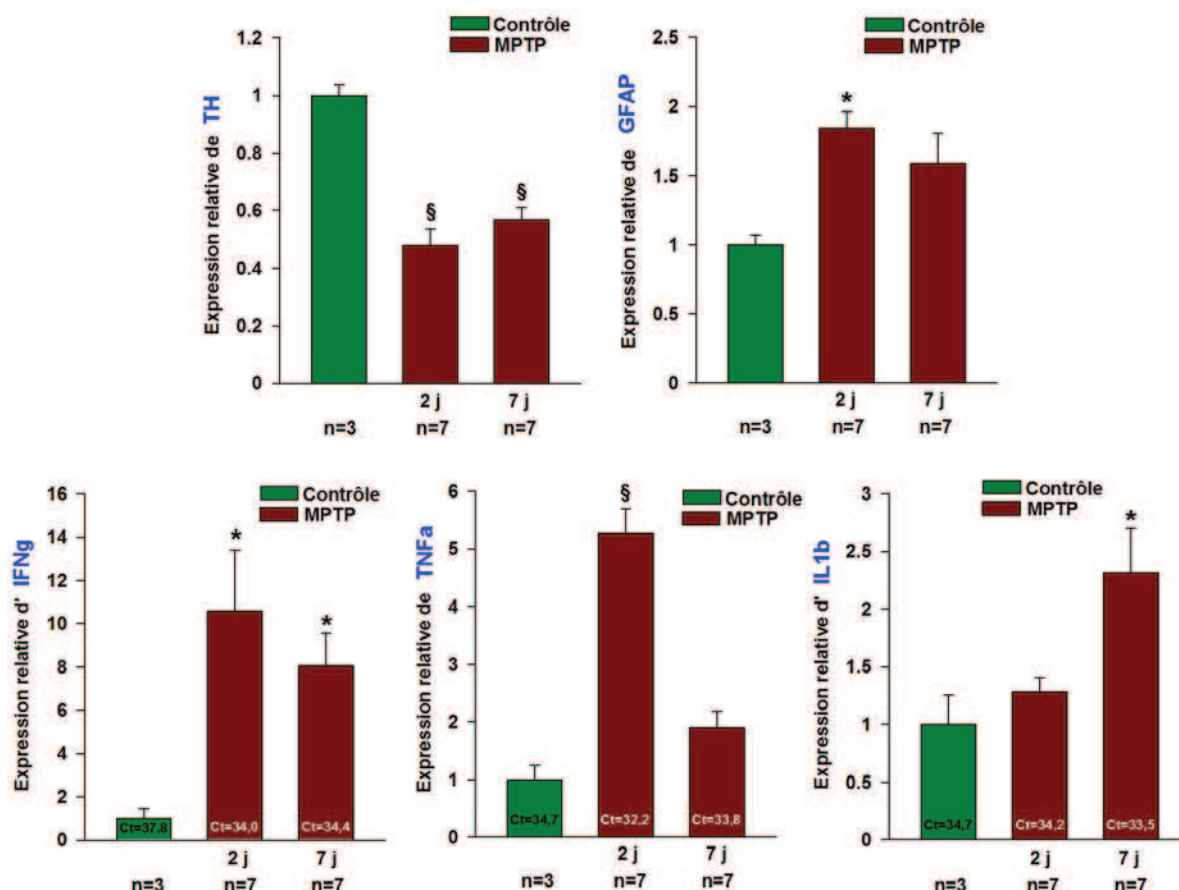 Contrôle
MPTP
Expression relative de TH
1.2
1
0.8
0.6
0.4
0.2
0
§
§
2 j
7 j
n=3
n=7
n=7
Contrôle
MPTP
Expression relative de GFAP
2.5
2
1.5
1
0.5
0
*
2 j
7 j
n=3
n=7
n=7
Contrôle
MPTP
Expression relative d' IFNg
16
14
12
10
8
6
4
2
0
*
*
Ct=37,8
Ct=34,0
Ct=34,4
2 j
7 j
n=3
n=7
n=7
Contrôle
MPTP
Expression relative de TNFa
6
5
4
3
2
1
0
§
Ct=34,7
Ct=32,2
Ct=33,8
2 j
7 j
n=3
n=7
n=7
Contrôle
MPTP
Expression relative d' IL1b
3
2.5
2
1.5
1
0.5
0
*
Ct=34,7
Ct=34,2
Ct=33,5
2 j
7 j
n=3
n=7
n=7